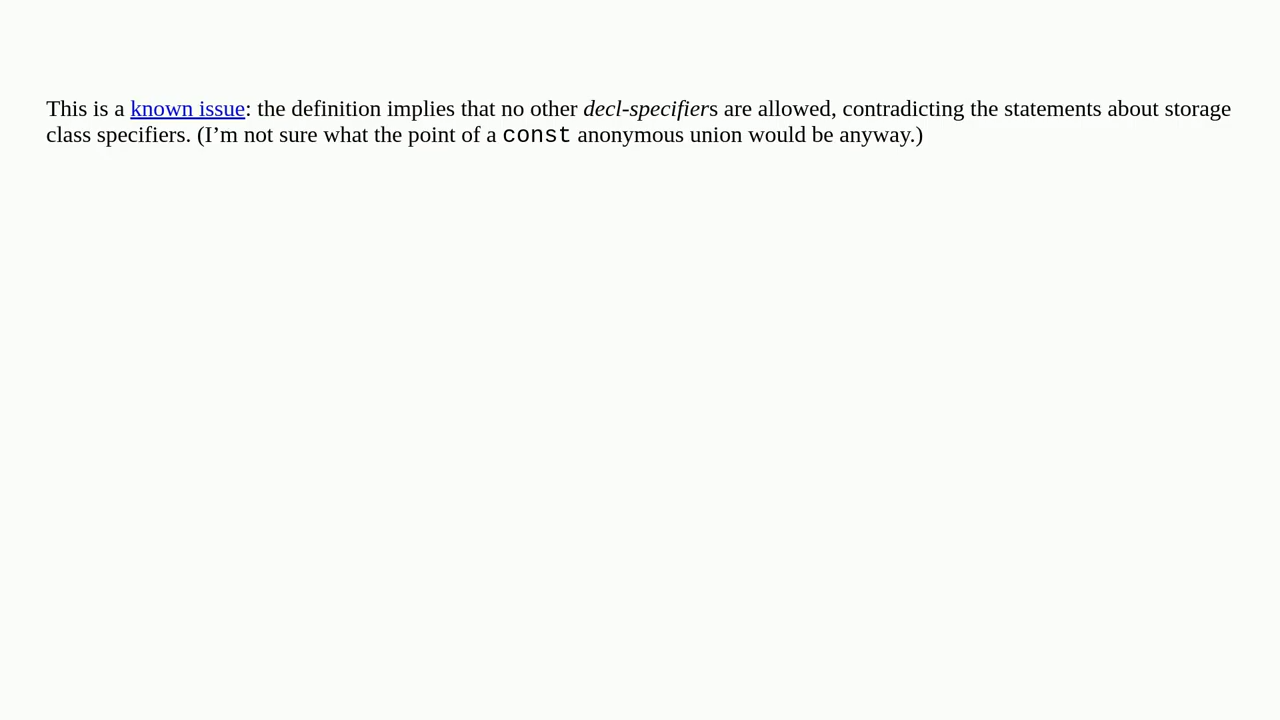 This is a known issue: the definition implies that no other decl-specifiers are allowed, contradicting the statements about storage
class specifiers. (I’m not sure what the point of a const anonymous union would be anyway.)